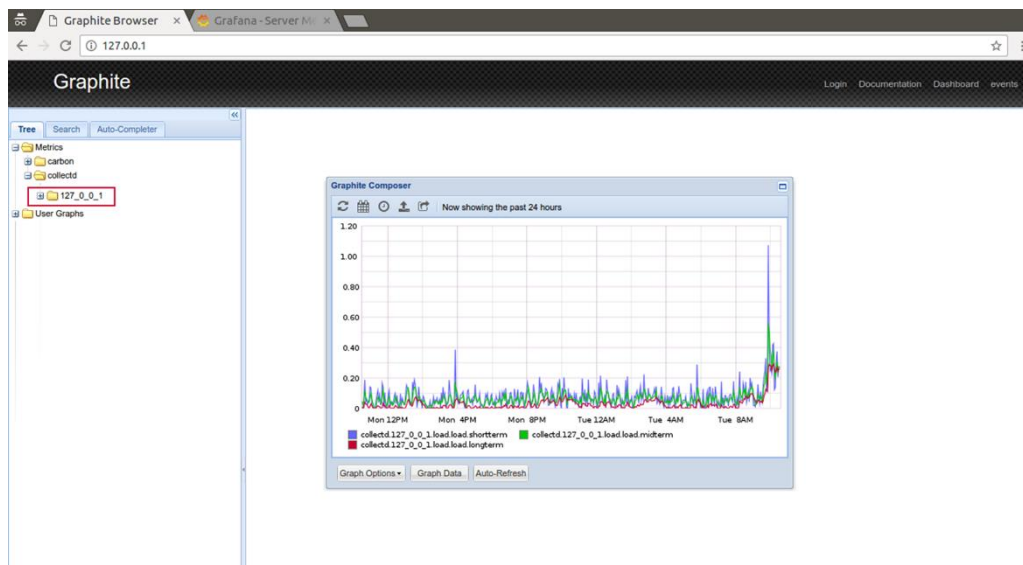 Graphite Browser
Grafana - Server M
127.0.0.1
Graphite
Login Documentation Dashboard events
Tree Search Auto-Completer
Metrics
carbon
collectd
127_0_0_1
User Graphs
Graphite Composer
Now showing the past 24 hours
1.20
1.00
0.80
0.60
0.40
0.20
0
Mon 12PM Mon 4PM Mon 8PM Tue 12AM Tue 4AM Tue 8AM
collectd.127_0_0_1.load.load.shortterm collectd.127_0_0_1.load.load.midterm
collectd.127_0_0_1.load.load.longterm
Graph Options Graph Data Auto-Refresh